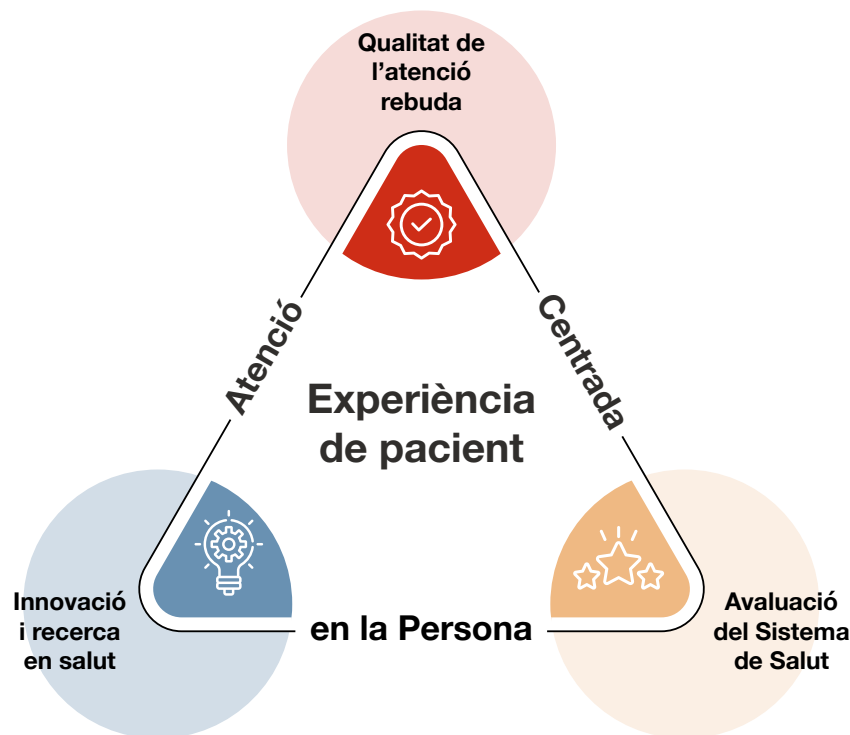 Qualitat de
l’atenció
rebuda
Atenció
Centrada
en la Persona
Experiència
de pacient
Innovació
i recerca
en salut
Avaluació
del Sistema
de Salut